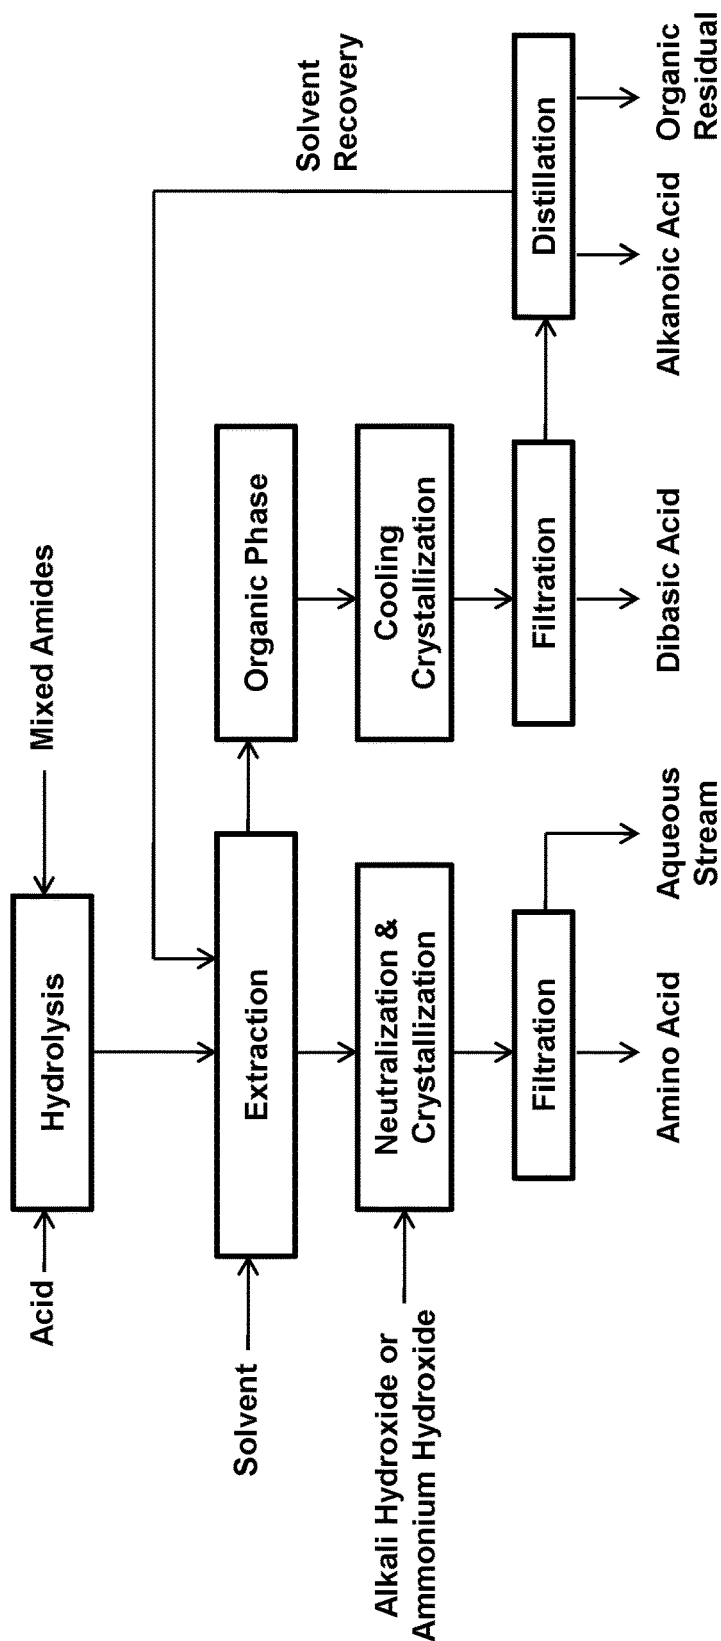 Acid
Hydrolysis
Mixed Amides
Solvent
Recovery
Solvent
Extraction
Organic Phase
Alkali Hydroxide or
Ammonium Hydroxide
Neutralization &
Crystallization
Cooling
Crystallization
Filtration
Filtration
Distillation
Amino Acid
Aqueous
Stream
Dibasic Acid
Alkanoic Acid
Organic
Residual